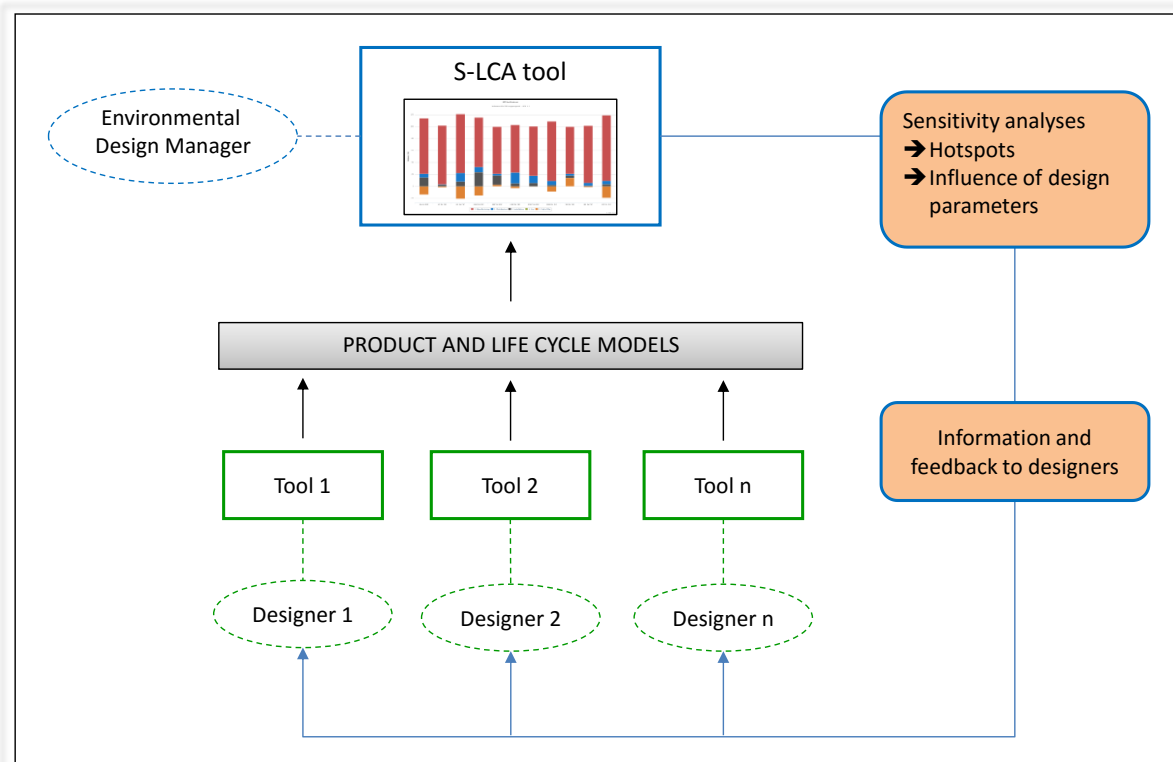 S-LCA tool
Environmental
Design Manager
Sensitivity analyses
➔ Hotspots
➔ Influence of design
parameters
PRODUCT AND LIFE CYCLE MODELS
Information and
feedback to designers
Tool 1
Tool 2
Tool n
Designer 1
Designer 2
Designer n